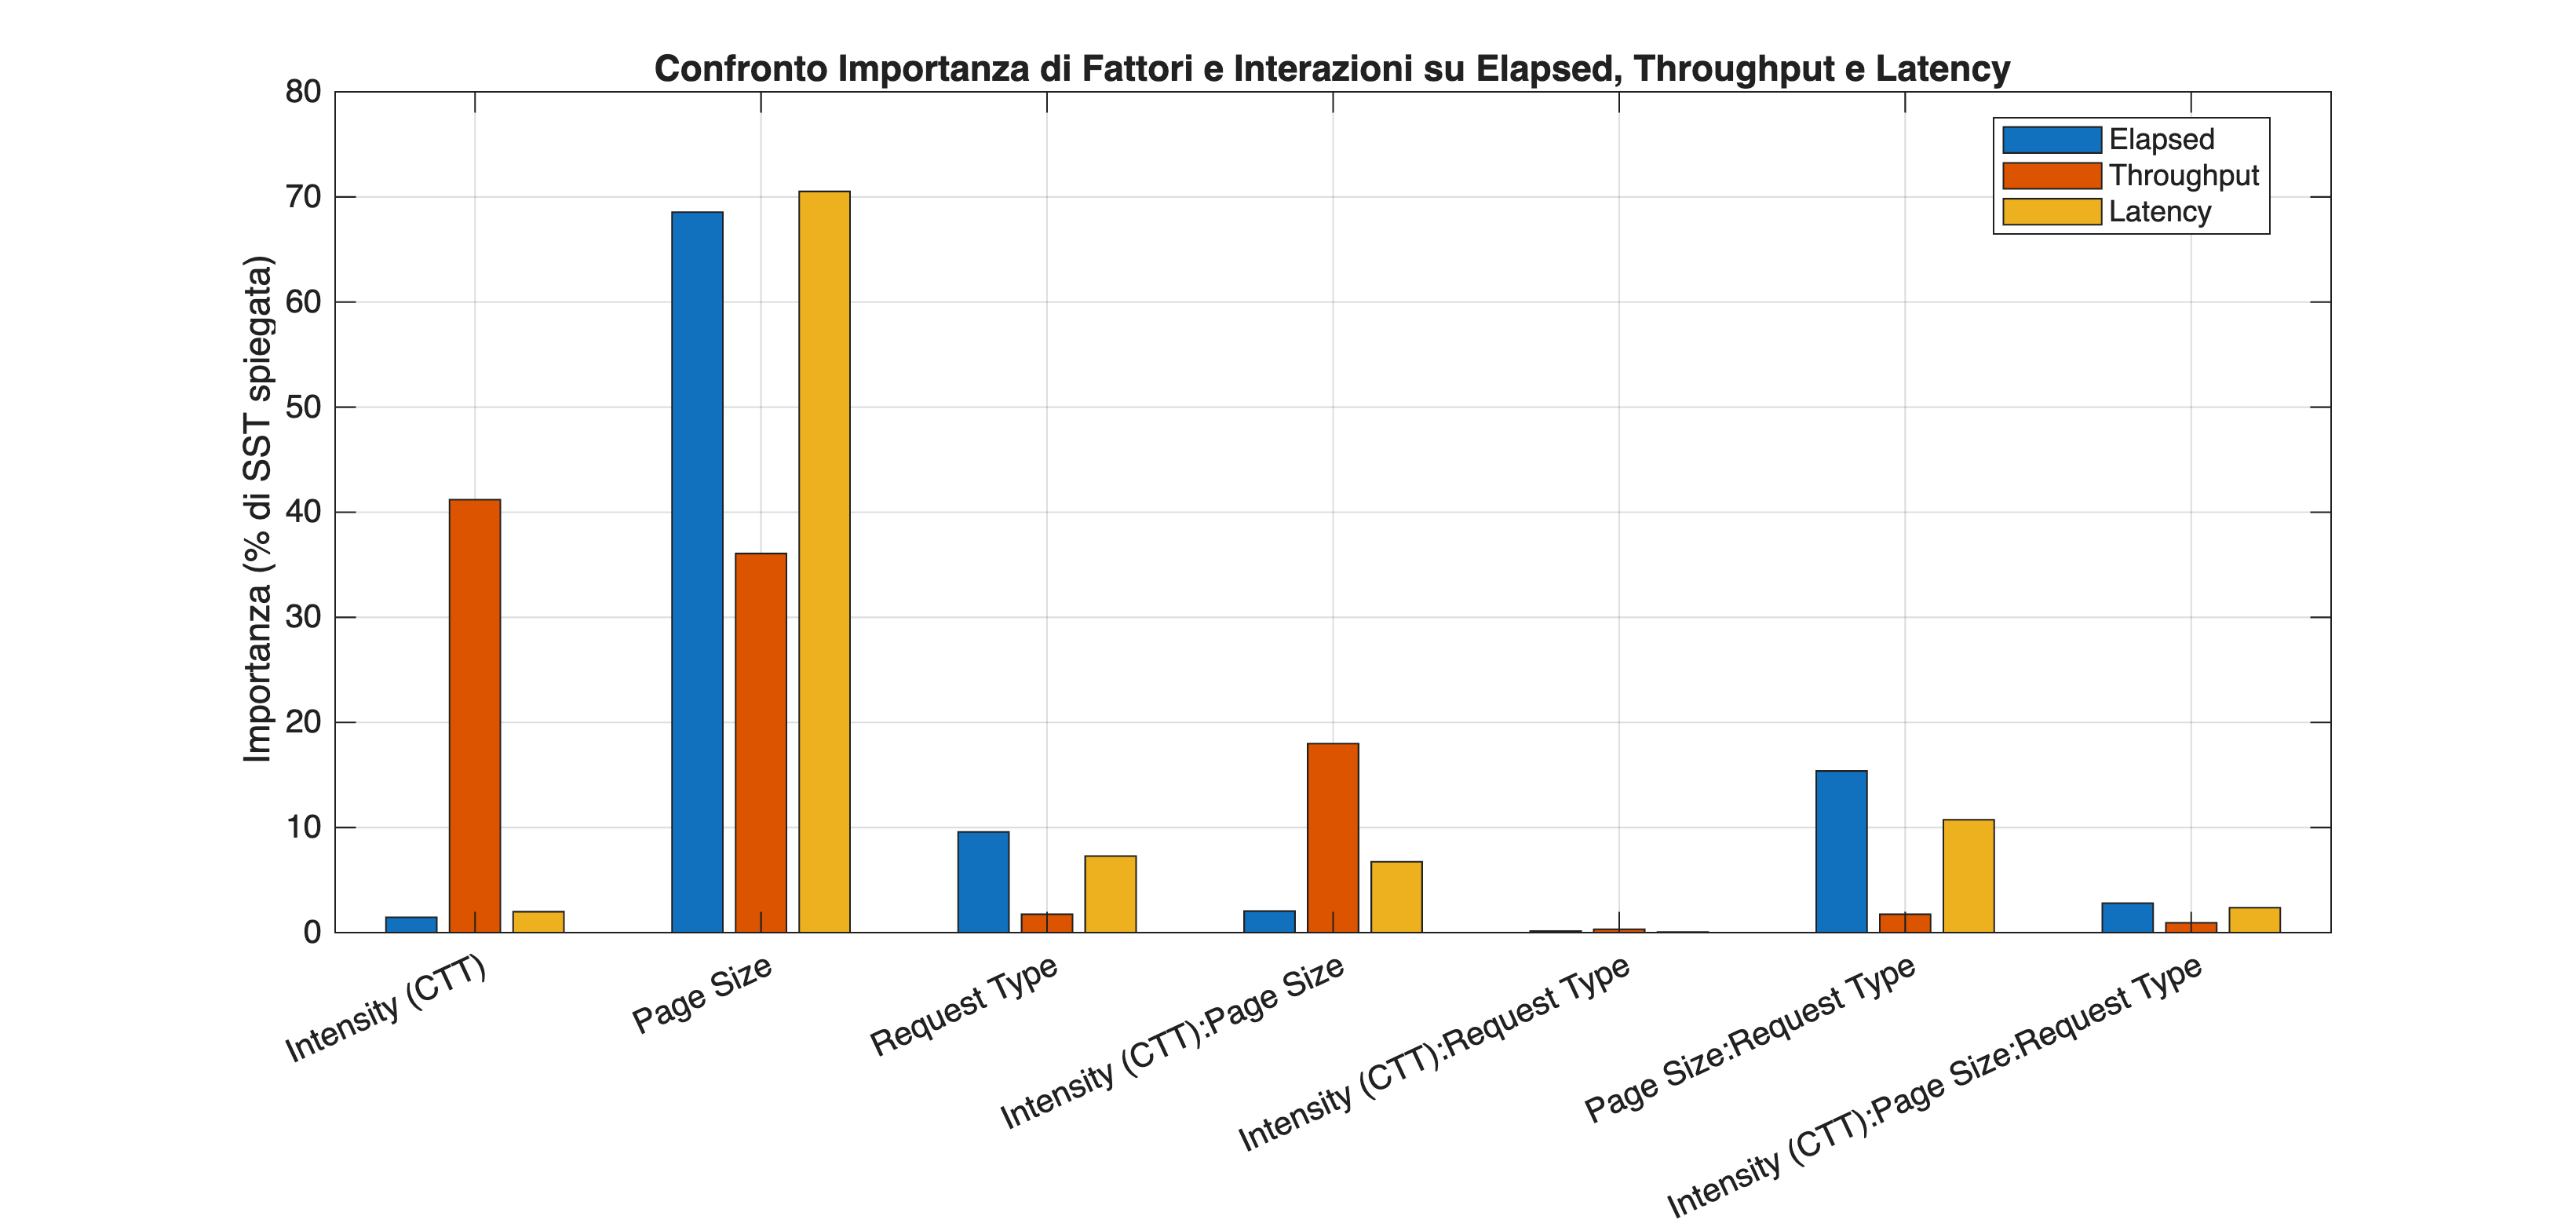 Confronto Importanza di Fattori e Interazioni su Elapsed, Throughput e Latency
Importanza (% di SST spiegata)
80
70
60
50
40
30
20
10
0
Elapsed
Throughput
Latency
Intensity (CTT)
Page Size
Request Type
Intensity (CTT):Page Size
Intensity (CTT):Request Type
Page Size:Request Type
Intensity (CTT):Page Size:Request Type